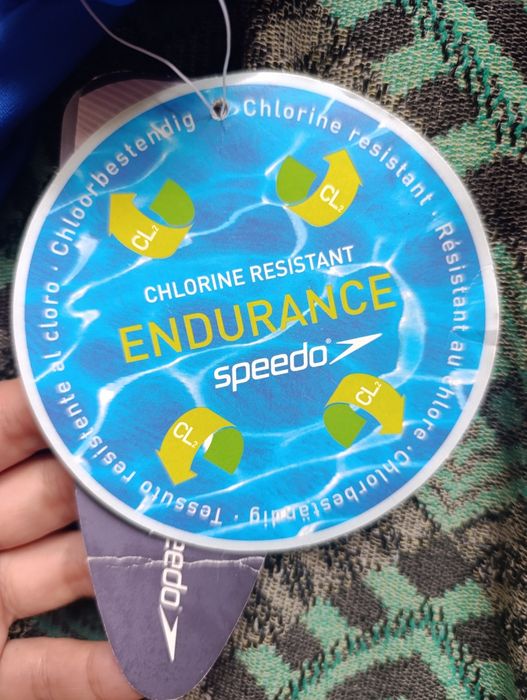 Chlorine resistant · Résistant au chlore · Chlorbeständig · Tessuto resistente al cloro · Chloorbestendig
CL2
CL2
CHLORINE RESISTANT
ENDURANCE
speedo®
CL2
CL2
speedo